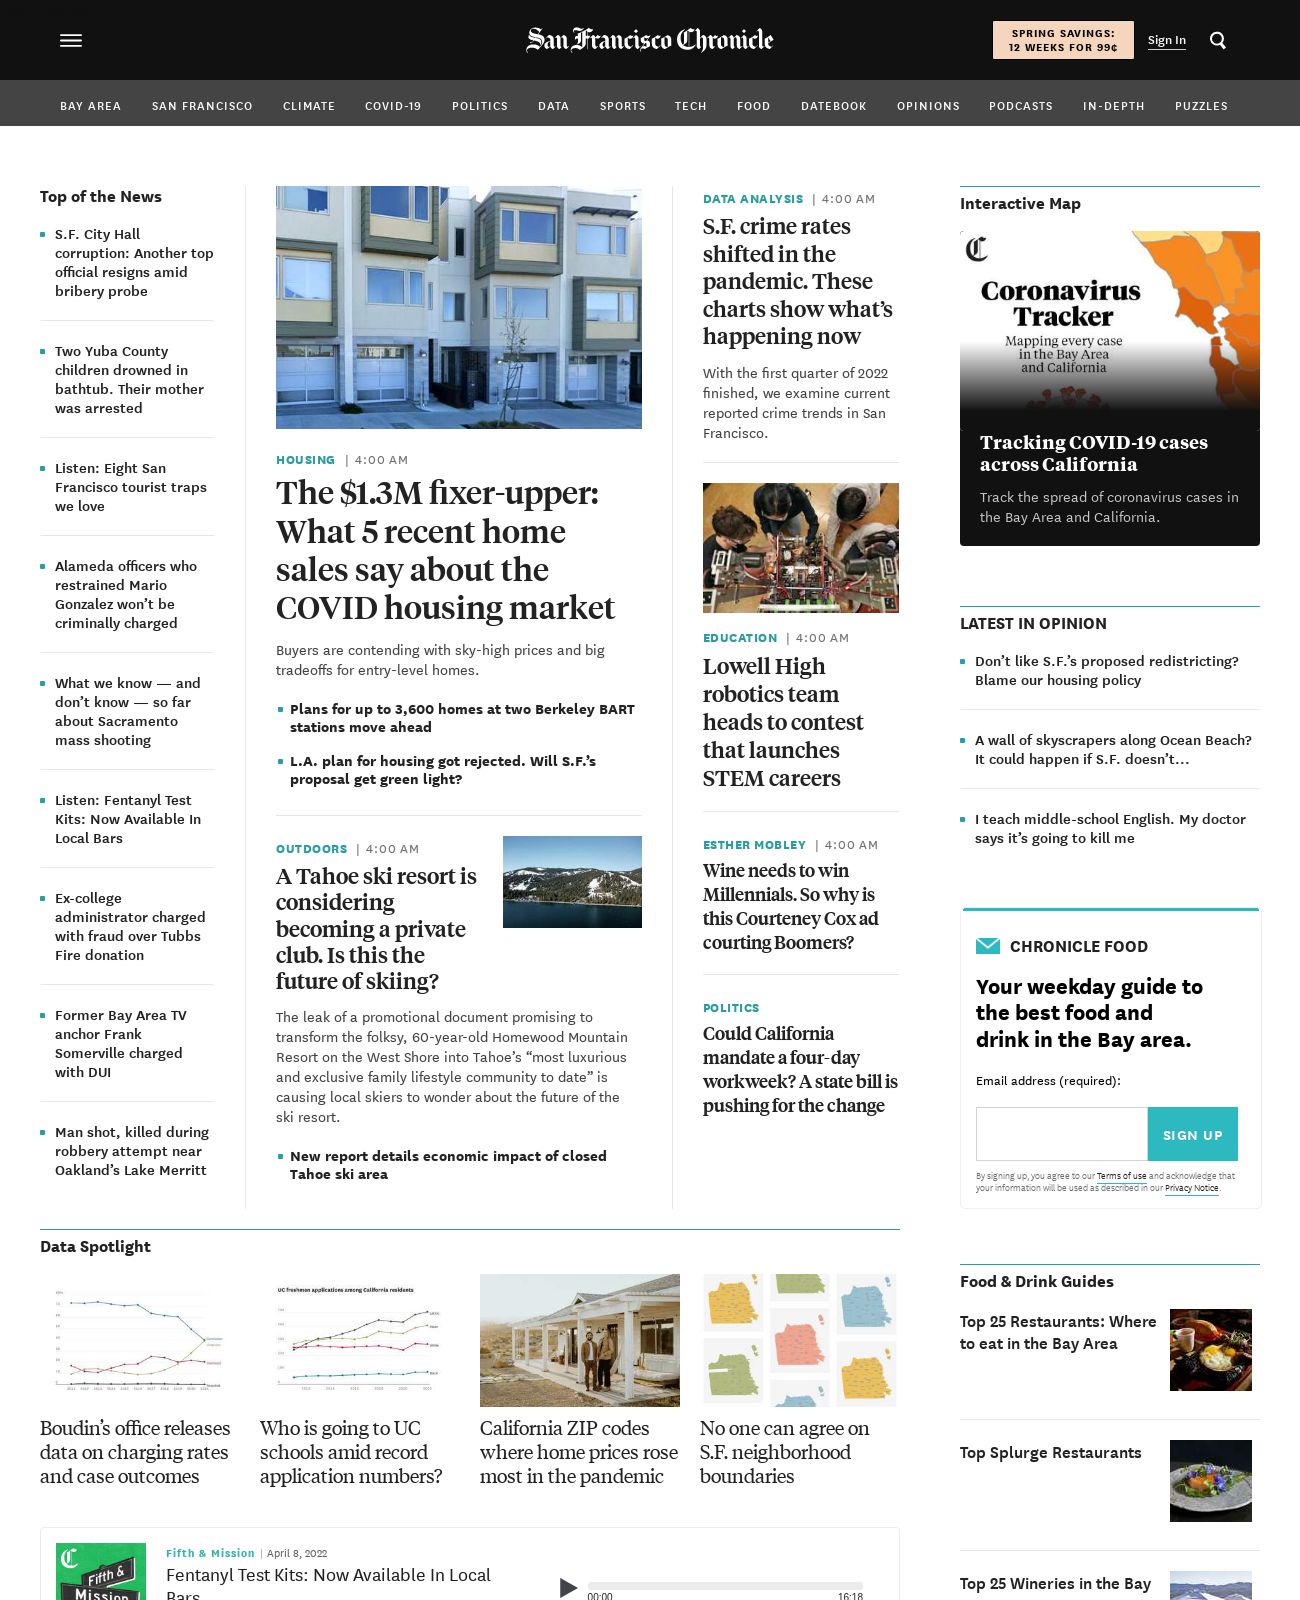 San Francisco Chronicle
SPRING SAVINGS:
12 WEEKS FOR 99¢
Sign In
BAY AREA SAN FRANCISCO CLIMATE COVID-19 POLITICS DATA SPORTS TECH FOOD DATEBOOK OPINIONS PODCASTS IN-DEPTH PUZZLES
Top of the News
S.F. City Hall
corruption: Another top
official resigns amid
bribery probe
Two Yuba County
children drowned in
bathtub. Their mother
was arrested
Listen: Eight San
Francisco tourist traps
we love
Alameda officers who
restrained Mario
Gonzalez won’t be
criminally charged
What we know — and
don’t know — so far
about Sacramento
mass shooting
Listen: Fentanyl Test
Kits: Now Available In
Local Bars
Ex-college
administrator charged
with fraud over Tubbs
Fire donation
Former Bay Area TV
anchor Frank
Somerville charged
with DUI
Man shot, killed during
robbery attempt near
Oakland’s Lake Merritt
HOUSING | 4:00 AM
The $1.3M fixer-upper:
What 5 recent home
sales say about the
COVID housing market
Buyers are contending with sky-high prices and big
tradeoffs for entry-level homes.
Plans for up to 3,600 homes at two Berkeley BART
stations move ahead
L.A. plan for housing got rejected. Will S.F.’s
proposal get green light?
OUTDOORS | 4:00 AM
A Tahoe ski resort is
considering
becoming a private
club. Is this the
future of skiing?
The leak of a promotional document promising to
transform the folksy, 60-year-old Homewood Mountain
Resort on the West Shore into Tahoe’s “most luxurious
and exclusive family lifestyle community to date” is
causing local skiers to wonder about the future of the
ski resort.
New report details economic impact of closed
Tahoe ski area
DATA ANALYSIS | 4:00 AM
S.F. crime rates
shifted in the
pandemic. These
charts show what’s
happening now
With the first quarter of 2022
finished, we examine current
reported crime trends in San
Francisco.
EDUCATION | 4:00 AM
Lowell High
robotics team
heads to contest
that launches
STEM careers
ESTHER MOBLEY | 4:00 AM
Wine needs to win
Millennials. So why is
this Courteney Cox ad
courting Boomers?
POLITICS
Could California
mandate a four-day
workweek? A state bill is
pushing for the change
Interactive Map
C
Coronavirus
Tracker
Mapping every case
in the Bay Area
and California
Tracking COVID-19 cases
across California
Track the spread of coronavirus cases in
the Bay Area and California.
LATEST IN OPINION
Don’t like S.F.’s proposed redistricting?
Blame our housing policy
A wall of skyscrapers along Ocean Beach?
It could happen if S.F. doesn’t...
I teach middle-school English. My doctor
says it’s going to kill me
CHRONICLE FOOD
Your weekday guide to
the best food and
drink in the Bay area.
Email address (required):
SIGN UP
By signing up, you agree to our Terms of use and acknowledge that
your information will be used as described in our Privacy Notice.
Data Spotlight
UC freshmen applications among California residents
Boudin’s office releases
data on charging rates
and case outcomes
Who is going to UC
schools amid record
application numbers?
California ZIP codes
where home prices rose
most in the pandemic
No one can agree on
S.F. neighborhood
boundaries
Food & Drink Guides
Top 25 Restaurants: Where
to eat in the Bay Area
Top Splurge Restaurants
Top 25 Wineries in the Bay
C
Fifth &
Mission
Fifth & Mission | April 8, 2022
Fentanyl Test Kits: Now Available In Local
Bars
00:00
16:18